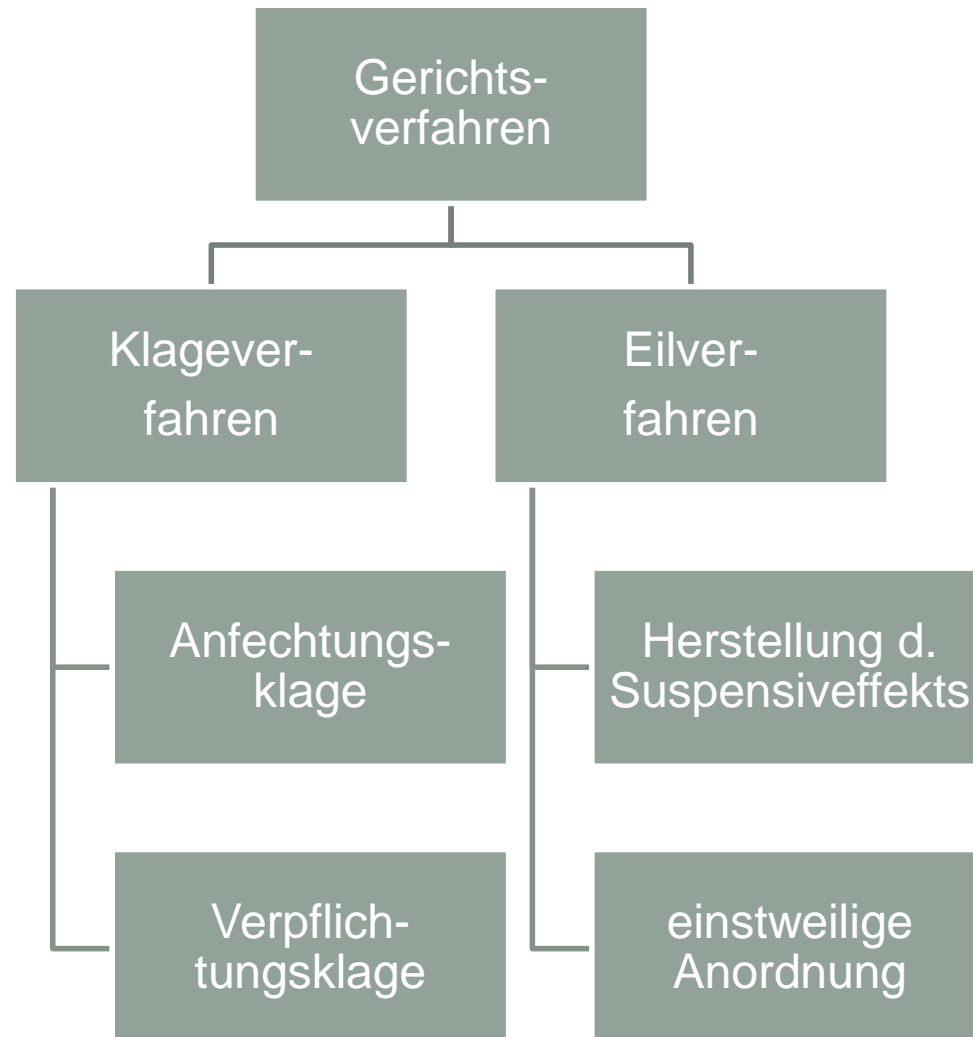 Gerichts-
verfahren
Klagever-
fahren
Eilver-
fahren
Anfechtungs-
klage
Herstellung d.
Suspensiveffekts
Verpflich-
tungsklage
einstweilige
Anordnung